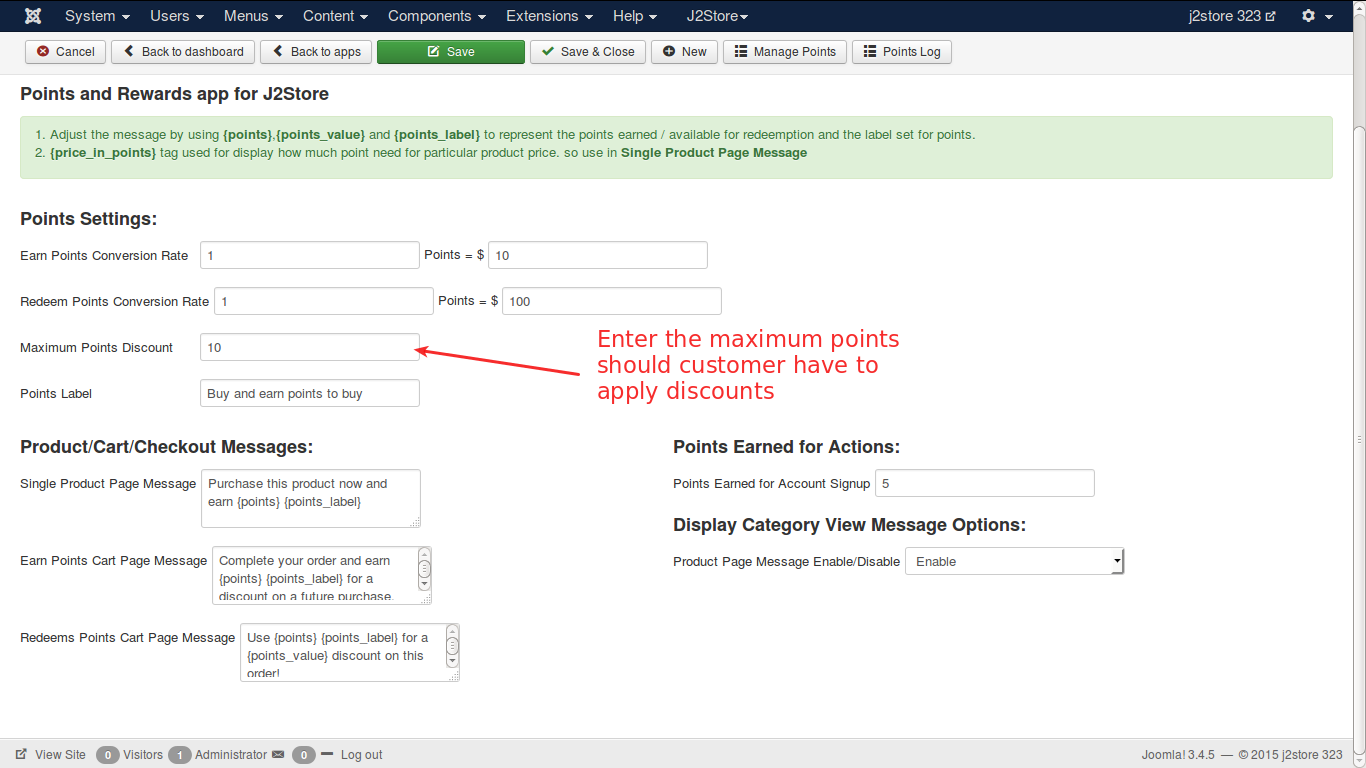 System Users Menus Content Components Extensions Help J2Store j2store 323
Cancel Back to dashboard Back to apps Save Save & Close New Manage Points Points Log
Points and Rewards app for J2Store
1. Adjust the message by using {points},{points_value} and {points_label} to represent the points earned / available for redeemption and the label set for points.
2. {price_in_points} tag used for display how much point need for particular product price. so use in Single Product Page Message
Points Settings:
Earn Points Conversion Rate 1 Points = $ 10
Redeem Points Conversion Rate 1 Points = $ 100
Maximum Points Discount 10
Enter the maximum points
should customer have to
apply discounts
Points Label Buy and earn points to buy
Product/Cart/Checkout Messages:
Single Product Page Message Purchase this product now and
earn {points} {points_label}
Earn Points Cart Page Message Complete your order and earn
{points} {points_label} for a
discount on a future purchase.
Redeems Points Cart Page Message Use {points} {points_label} for a
{points_value} discount on this
order!
Points Earned for Actions:
Points Earned for Account Signup 5
Display Category View Message Options:
Product Page Message Enable/Disable Enable
View Site 0 Visitors 1 Administrator 0 Log out Joomla! 3.4.5 — © 2015 j2store 323